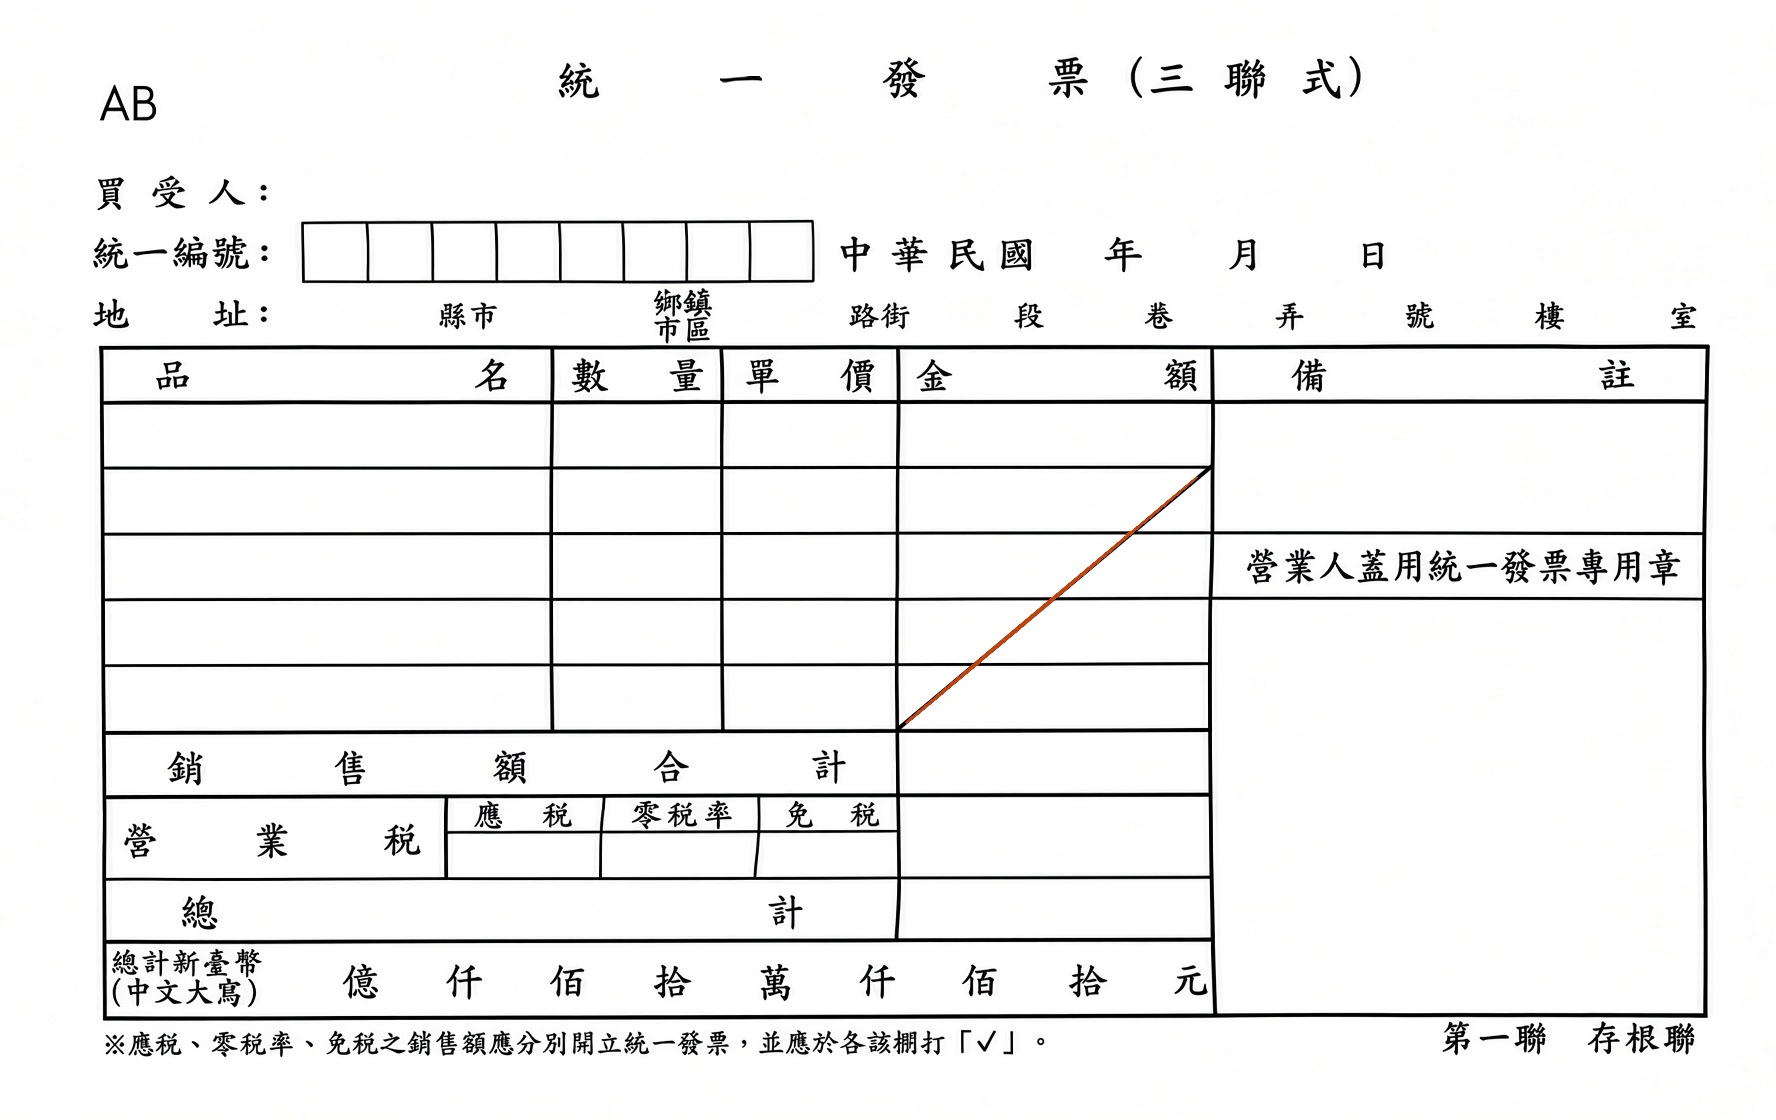 統一發票(三聯式)
AB
買受人：
統一編號： 中華民國 年 月 日
地址： 縣市 鄉鎮市區 路街 段 巷 弄 號 樓 室
品名 數量 單價 金額 備註
營業人蓋用統一發票專用章
銷售額合計
營業稅 應稅 零稅率 免稅
總計
總計新臺幣
(中文大寫) 億 仟 佰 拾 萬 仟 佰 拾 元
※應稅、零稅率、免稅之銷售額應分別開立統一發票，並應於各該欄打「✓」。
第一聯 存根聯